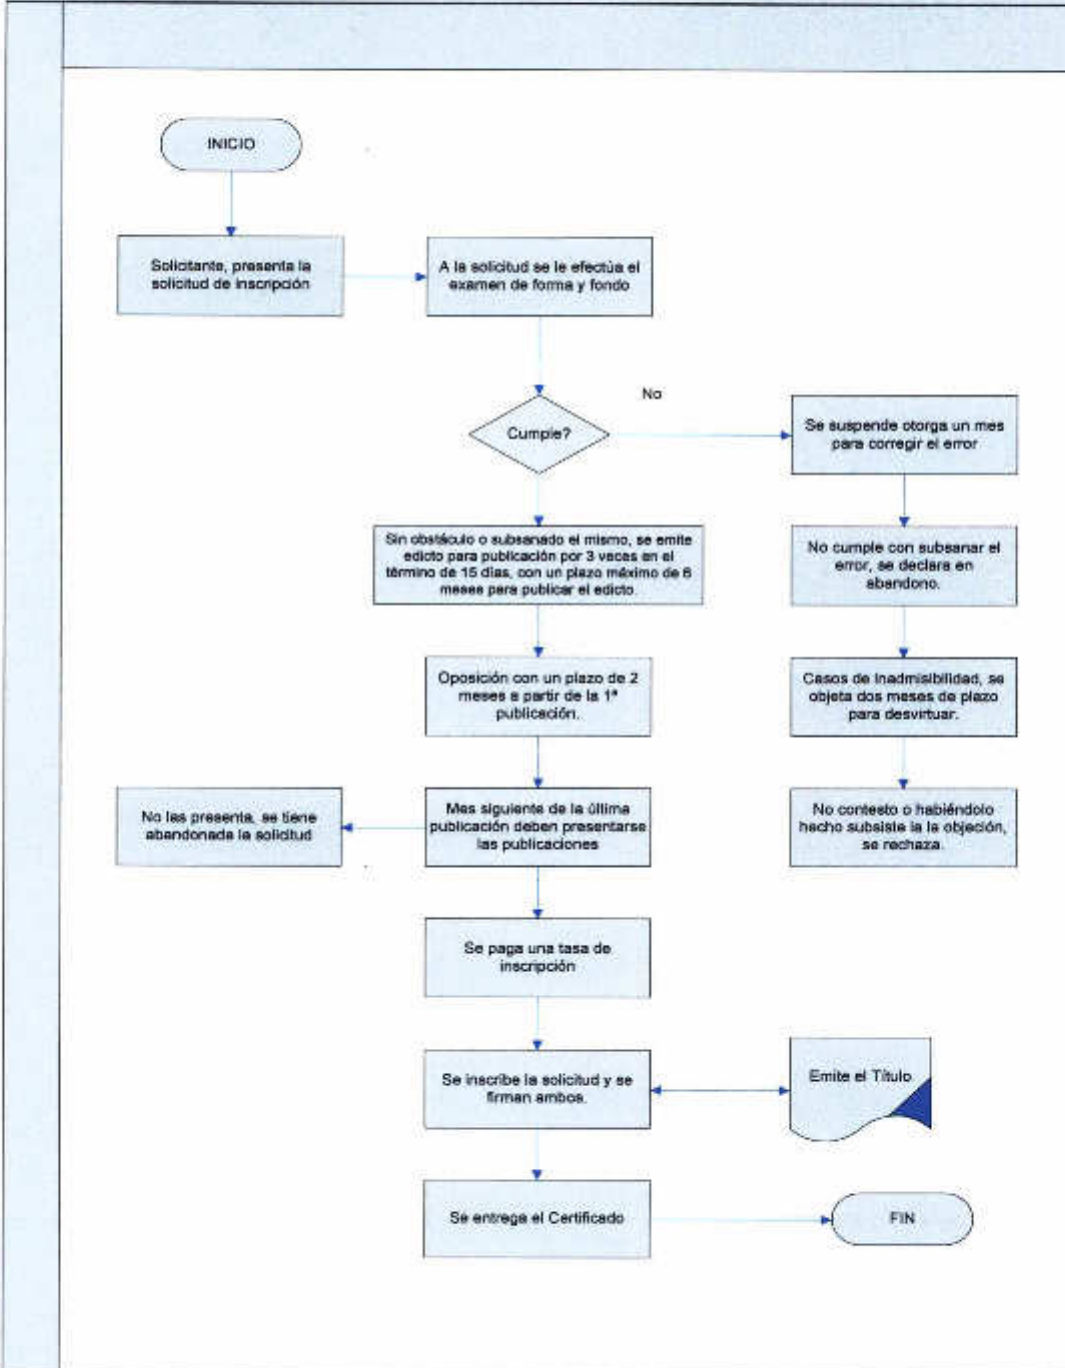 INICIO
Solicitante, presenta la
solicitud de inscripción
A la solicitud se le efectúa el
examen de forma y fondo
No
Cumple?
Se suspende otorga un mes
para corregir el error
Sin obstáculo o subsanado el mismo, se emite
edicto para publicación por 3 veces en el
término de 15 días, con un plazo máximo de 6
meses para publicar el edicto.
No cumple con subsanar el
error, se declara en
abandono.
Oposición con un plazo de 2
meses a partir de la 1ª
publicación.
Casos de Inadmisibilidad, se
objeta dos meses de plazo
para desvirtuar.
No las presenta, se tiene
abandonada la solicitud
Mes siguiente de la última
publicación deben presentarse
las publicaciones
No contesto o habiéndolo
hecho subsiste la la objeción,
se rechaza.
Se paga una tasa de
inscripción
Se inscribe la solicitud y se
firman ambos.
Emite el Título
Se entrega el Certificado
FIN